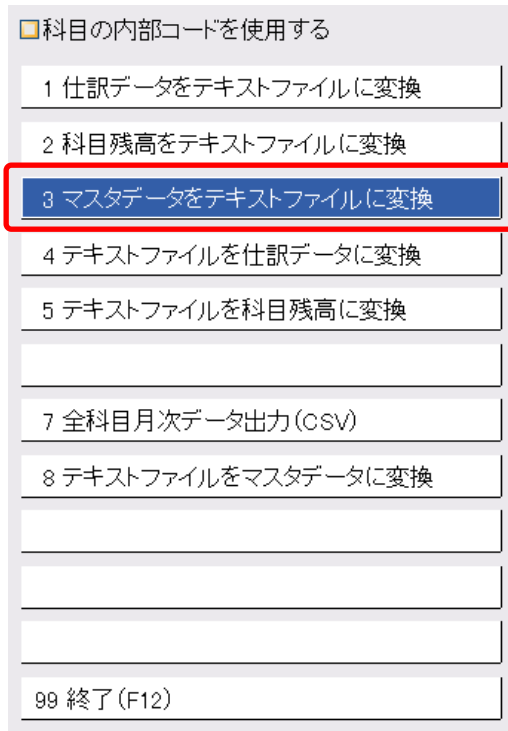 科目の内部コードを使用する
1 仕訳データをテキストファイルに変換
2 科目残高をテキストファイルに変換
3 マスタデータをテキストファイルに変換
4 テキストファイルを仕訳データに変換
5 テキストファイルを科目残高に変換
7 全科目月次データ出力(CSV)
8 テキストファイルをマスタデータに変換
99 終了(F12)